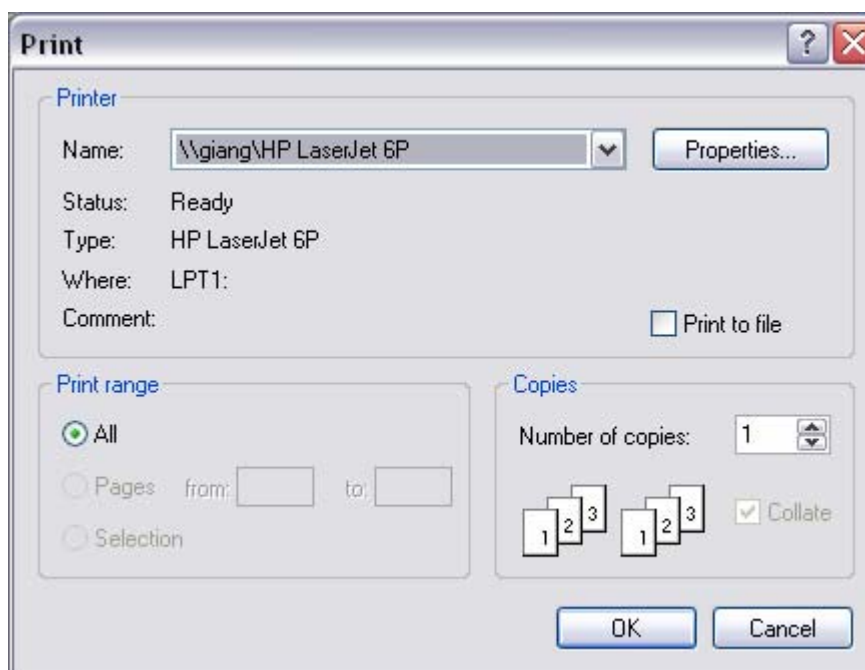 Print
Printer
Name: \\giang\HP LaserJet 6P Properties...
Status: Ready
Type: HP LaserJet 6P
Where: LPT1:
Comment: Print to file
Print range
All
Pages from: to:
Selection
Copies
Number of copies: 1
1 2 3 1 2 3 Collate
OK Cancel